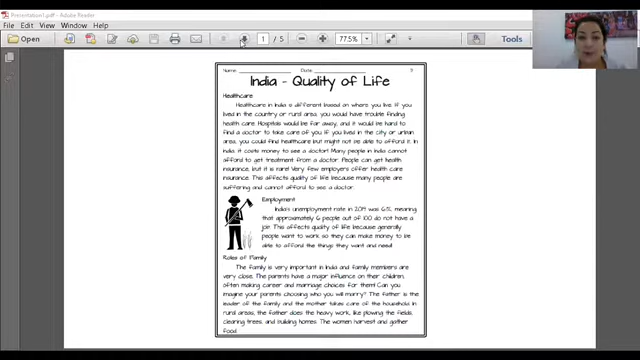 Presentation1.pdf - Adobe Reader
File Edit View Window Help
Open 1 / 5 77.5% Tools
Name: Date: 3
India - Quality of Life
Healthcare
Healthcare in India is different based on where you live. If you
lived in the country or rural area, you would have trouble finding
health care. Hospitals would be far away, and it would be hard to
find a doctor to take care of you. If you lived in the city or urban
area, you could find healthcare but might not be able to afford it. In
India, it costs money to see a doctor! Many people in India cannot
afford to get treatment from a doctor. People can get health
insurance, but it is rare! Very few employers offer health care
insurance. This affects quality of life because many people are
suffering and cannot afford to see a doctor.
Employment
India's unemployment rate in 2019 was 6.1%, meaning
that approximately 6 people out of 100 do not have a
job. This affects quality of life because generally
people want to work so they can make money to be
able to afford the things they want and need!
Roles of Family
The family is very important in India and family members are
very close. The parents have a major influence on their children,
often making career and marriage choices for them! Can you
imagine your parents choosing who you will marry? The father is the
leader of the family and the mother takes care of the household. In
rural areas, the father does the heavy work, like plowing the fields,
clearing trees, and building homes. The women harvest and gather
food.